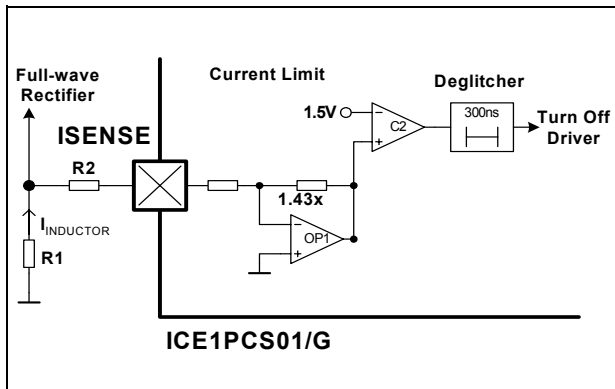 Full-wave
Rectifier
Current Limit
Deglitcher
ISENSE
1.5V
C2
300ns
Turn Off
Driver
R2
1.43x
IINDUCTOR
OP1
R1
ICE1PCS01/G